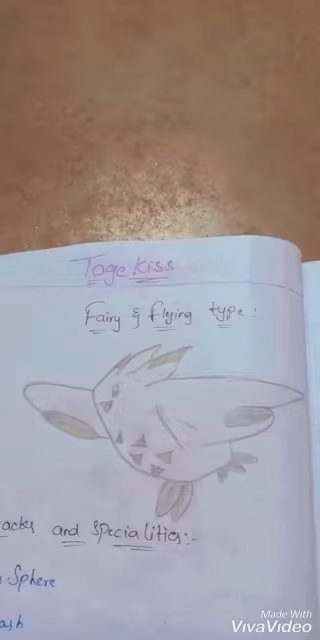 Togekiss
Fairy & flying type:
acks and specialities:-
Sphere
ash
Made With
VivaVideo